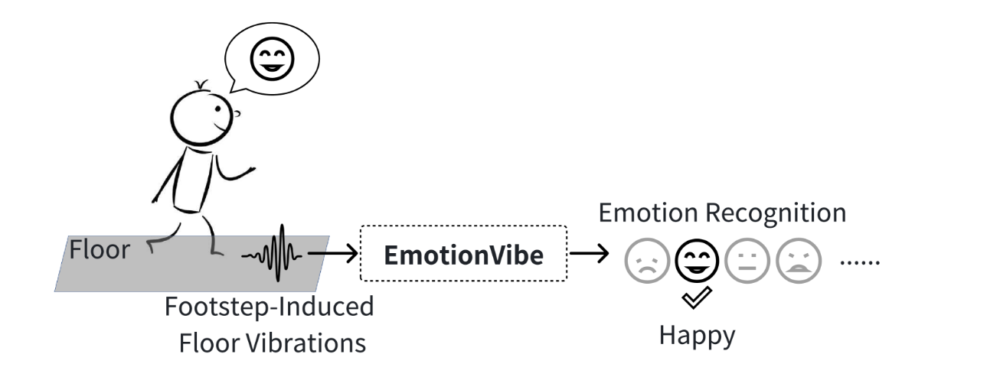 Floor
Footstep-Induced
Floor Vibrations
EmotionVibe
Emotion Recognition
......
Happy